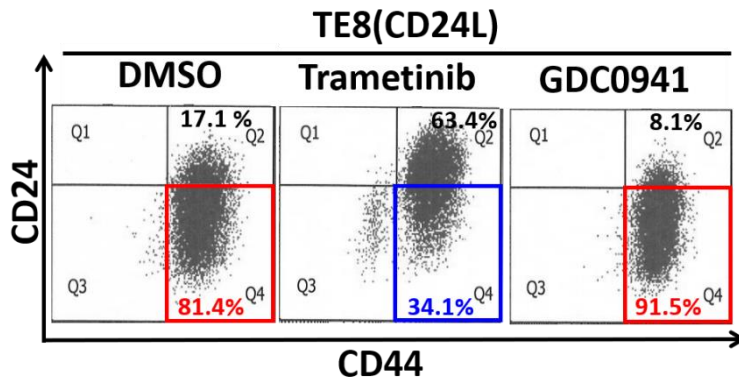 TE8(CD24L)
DMSO Trametinib GDC0941
Q1 17.1 % Q2 Q1 63.4% Q2 Q1 8.1% Q2
CD24
Q3 81.4% Q4 Q3 34.1% Q4 Q3 91.5% Q4
CD44